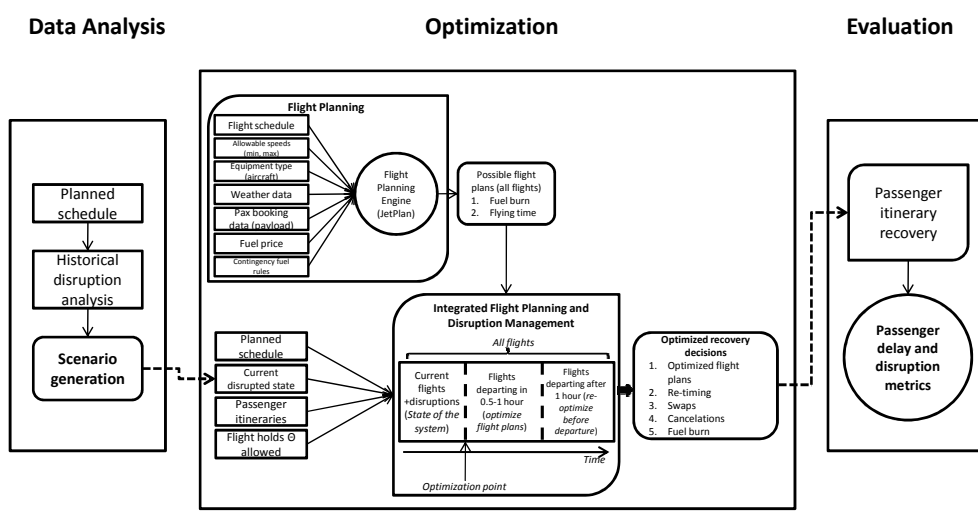 Data Analysis
Optimization
Evaluation
Planned
schedule
Historical
disruption
analysis
Scenario
generation
Flight Planning
Flight schedule
Allowable speeds
(min, max)
Equipment type
(aircraft)
Weather data
Pax booking
data (payload)
Fuel price
Contingency fuel
rules
Flight
Planning
Engine
(JetPlan)
Possible flight
plans (all flights)
1. Fuel burn
2. Flying time
Planned
schedule
Current
disrupted state
Passenger
itineraries
Flight holds Θ
allowed
Integrated Flight Planning and
Disruption Management
All flights
Current
flights
+disruptions
(State of the
system)
Flights
departing in
0.5-1 hour
(optimize
flight plans)
Flights
departing after
1 hour (re-
optimize
before
departure)
Time
Optimization point
Optimized recovery
decisions
1. Optimized flight
plans
2. Re-timing
3. Swaps
4. Cancelations
5. Fuel burn
Passenger
itinerary
recovery
Passenger
delay and
disruption
metrics